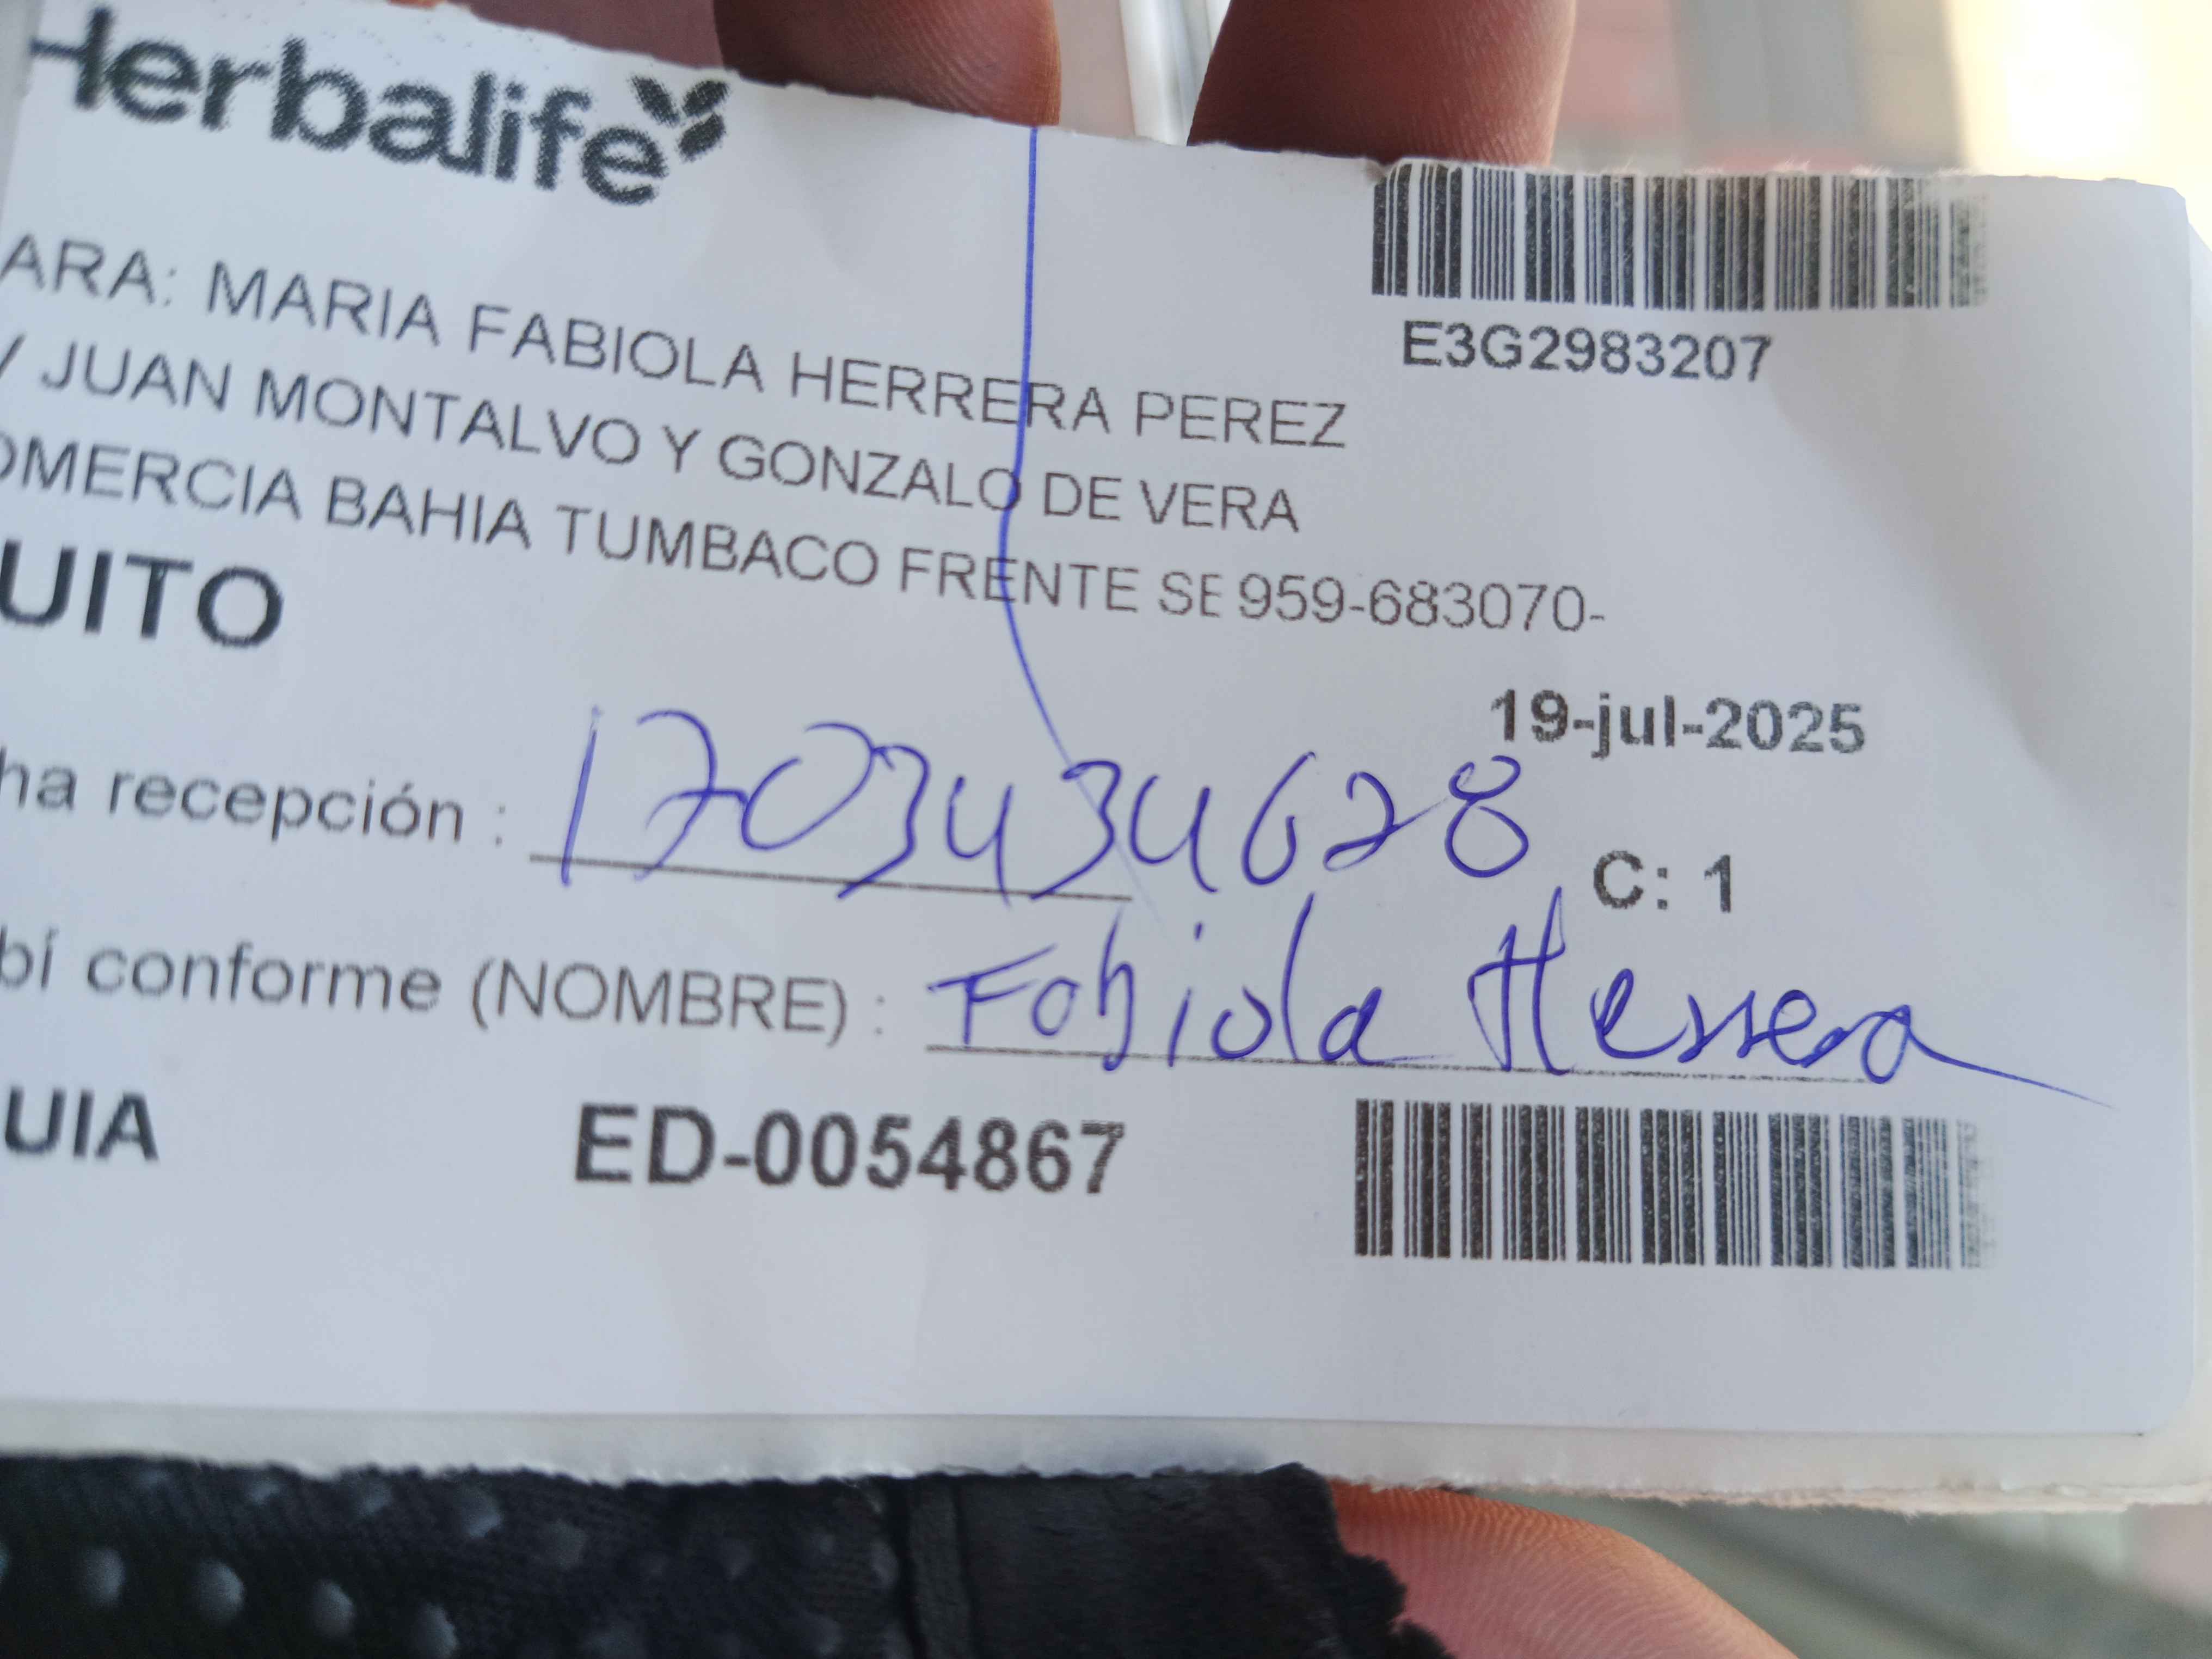 Herbalife
ARA: MARIA FABIOLA HERRERA PEREZ
E3G2983207
/ JUAN MONTALVO Y GONZALO DE VERA
OMERCIA BAHIA TUMBACO FRENTE SE 959-683070-
UITO
19-jul-2025
ha recepción : 1703434628
C: 1
bí conforme (NOMBRE) : Fabiola Herrera
UIA ED-0054867